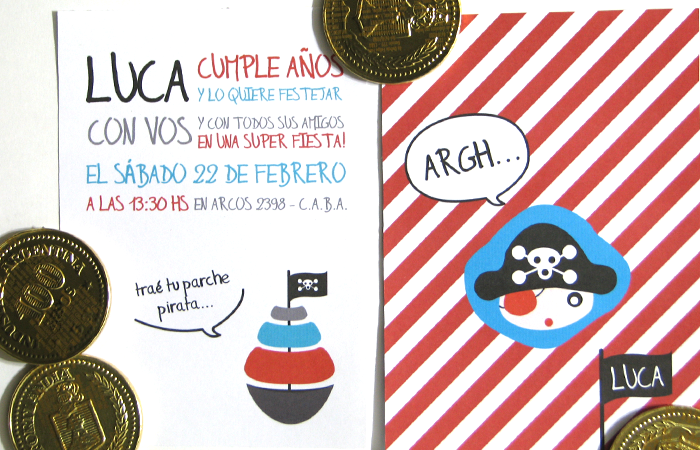 LUCA CUMPLE AÑOS
Y LO QUIERE FESTEJAR
CON VOS Y CON TODOS SUS AMIGOS
EN UNA SUPER FIESTA!
EL SÁBADO 22 DE FEBRERO
A LAS 13:30 HS EN ARCOS 2398 - C.A.B.A.
traé tu parche
pirata...
ARGH...
LUCA
ARGENTINA
100